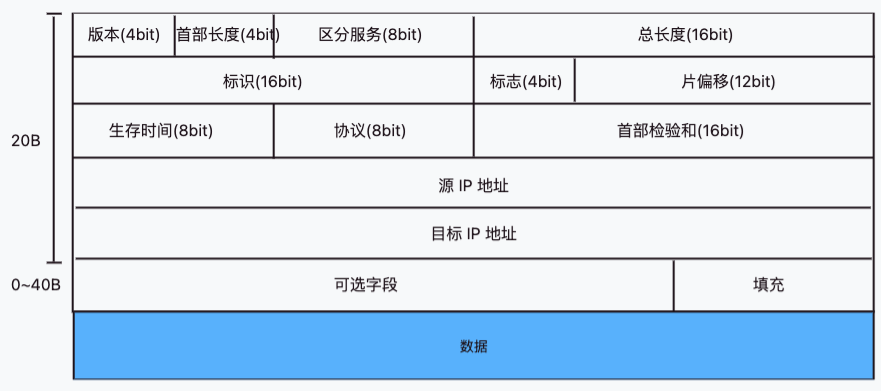 版本(4bit) 首部长度(4bit) 区分服务(8bit) 总长度(16bit)
标识(16bit) 标志(4bit) 片偏移(12bit)
20B 生存时间(8bit) 协议(8bit) 首部检验和(16bit)
源 IP 地址
目标 IP 地址
0~40B 可选字段 填充
数据